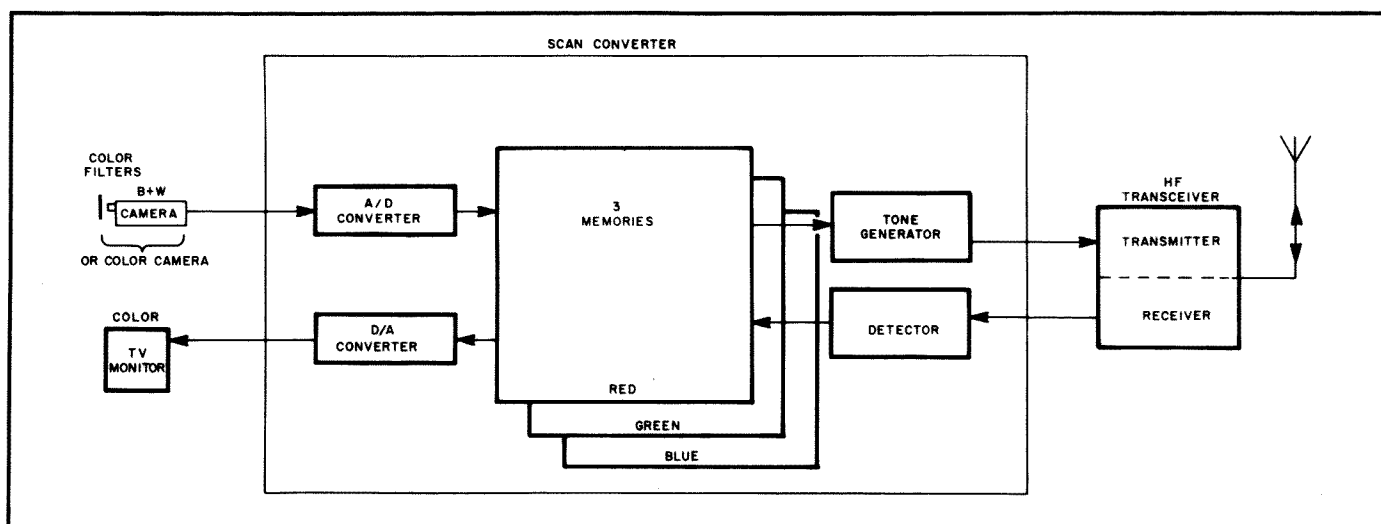 SCAN CONVERTER
COLOR
FILTERS
B+W
CAMERA
OR COLOR CAMERA
A/D
CONVERTER
3
MEMORIES
TONE
GENERATOR
HF
TRANSCEIVER
TRANSMITTER
RECEIVER
COLOR
TV
MONITOR
D/A
CONVERTER
DETECTOR
RED
GREEN
BLUE